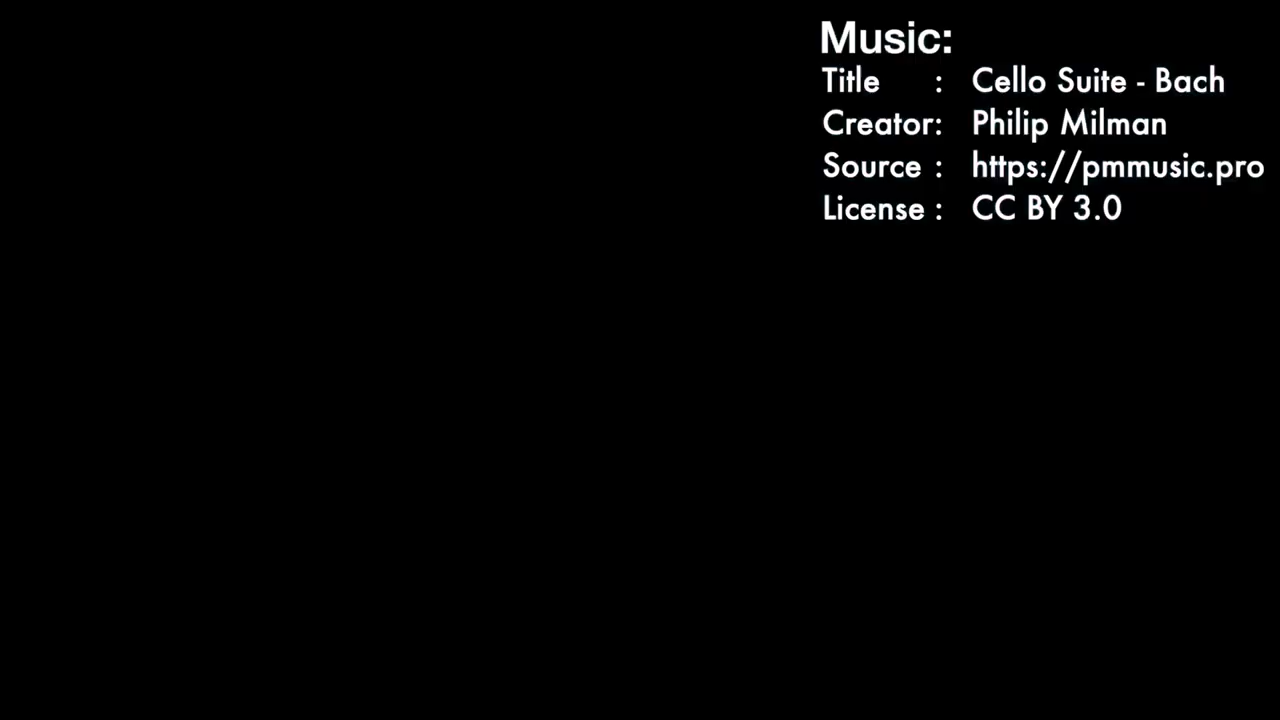 Music:
Title : Cello Suite - Bach
Creator: Philip Milman
Source : https://pmmusic.pro
License : CC BY 3.0